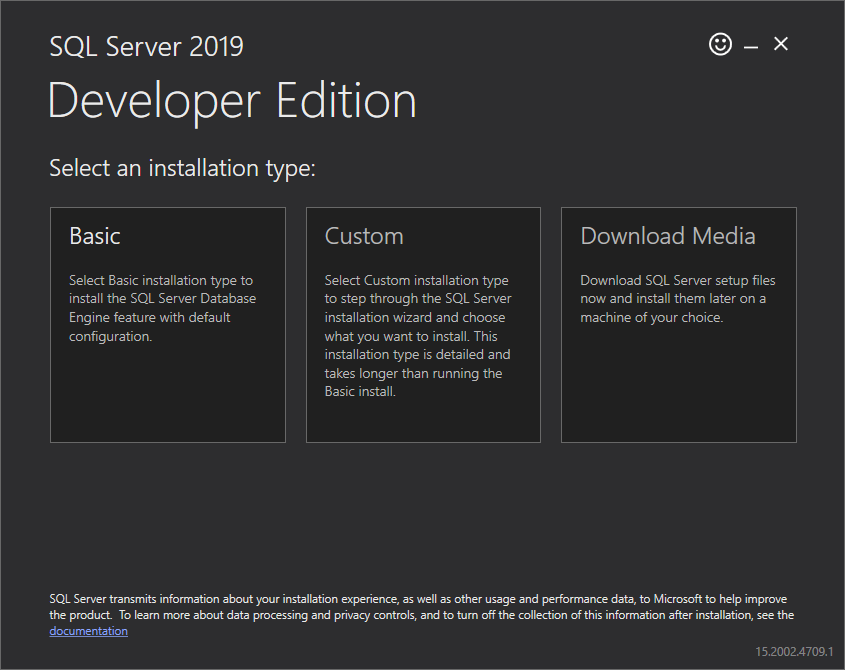 SQL Server 2019
Developer Edition
Select an installation type:
Basic
Select Basic installation type to
install the SQL Server Database
Engine feature with default
configuration.
Custom
Select Custom installation type
to step through the SQL Server
installation wizard and choose
what you want to install. This
installation type is detailed and
takes longer than running the
Basic install.
Download Media
Download SQL Server setup files
now and install them later on a
machine of your choice.
SQL Server transmits information about your installation experience, as well as other usage and performance data, to Microsoft to help improve
the product.  To learn more about data processing and privacy controls, and to turn off the collection of this information after installation, see the
documentation
15.2002.4709.1